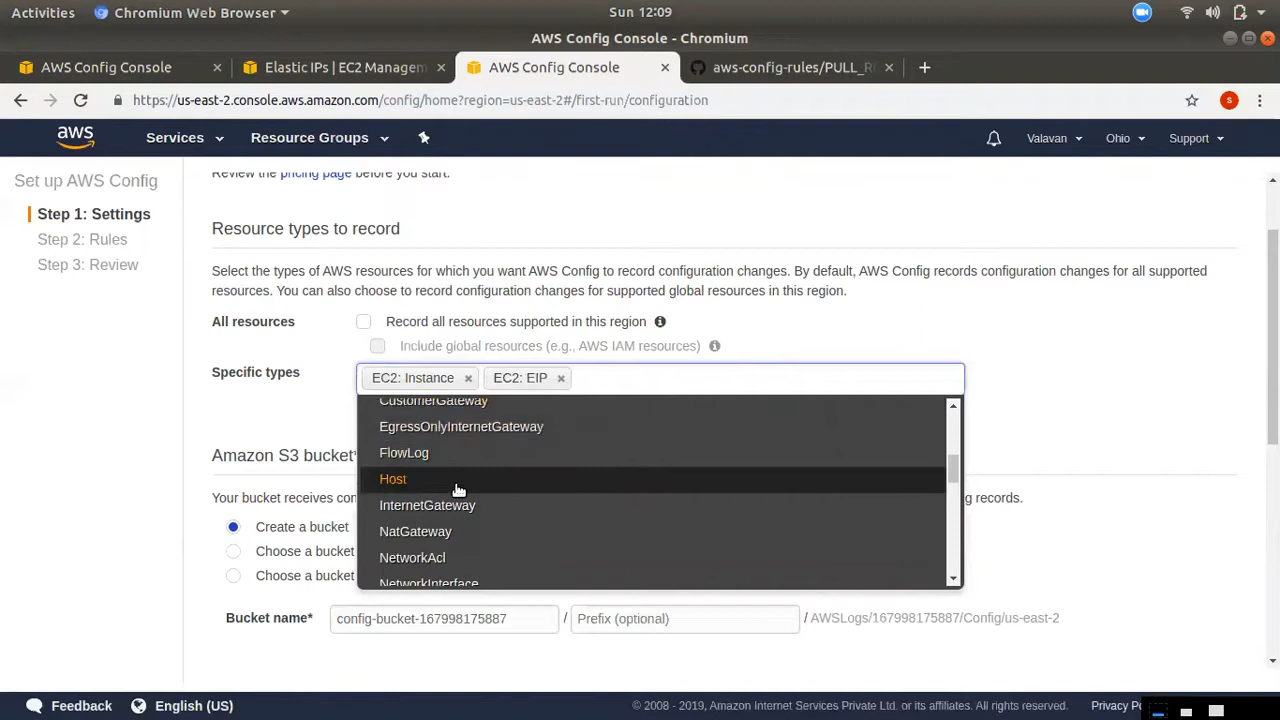 Activities Chromium Web Browser Sun 12:09
AWS Config Console - Chromium
AWS Config Console Elastic IPs | EC2 Managem AWS Config Console aws-config-rules/PULL_RE
https://us-east-2.console.aws.amazon.com/config/home?region=us-east-2#/first-run/configuration S
aws Services Resource Groups Valavan Ohio Support
Set up AWS Config
Step 1: Settings
Step 2: Rules
Step 3: Review
Review the pricing page before you start.
Resource types to record
Select the types of AWS resources for which you want AWS Config to record configuration changes. By default, AWS Config records configuration changes for all supported
resources. You can also choose to record configuration changes for supported global resources in this region.
All resources Record all resources supported in this region
Include global resources (e.g., AWS IAM resources)
Specific types EC2: Instance × EC2: EIP ×
CustomerGateway
EgressOnlyInternetGateway
FlowLog
Host
InternetGateway
NatGateway
NetworkAcl
NetworkInterface
Amazon S3 bucket*
Your bucket receives con g records.
Create a bucket
Choose a bucket
Choose a bucket
Bucket name* config-bucket-167998175887 / Prefix (optional) / AWSLogs/167998175887/Config/us-east-2
Feedback English (US) © 2008 - 2019, Amazon Internet Services Private Ltd. or its affiliates. All rights reserved. Privacy Po